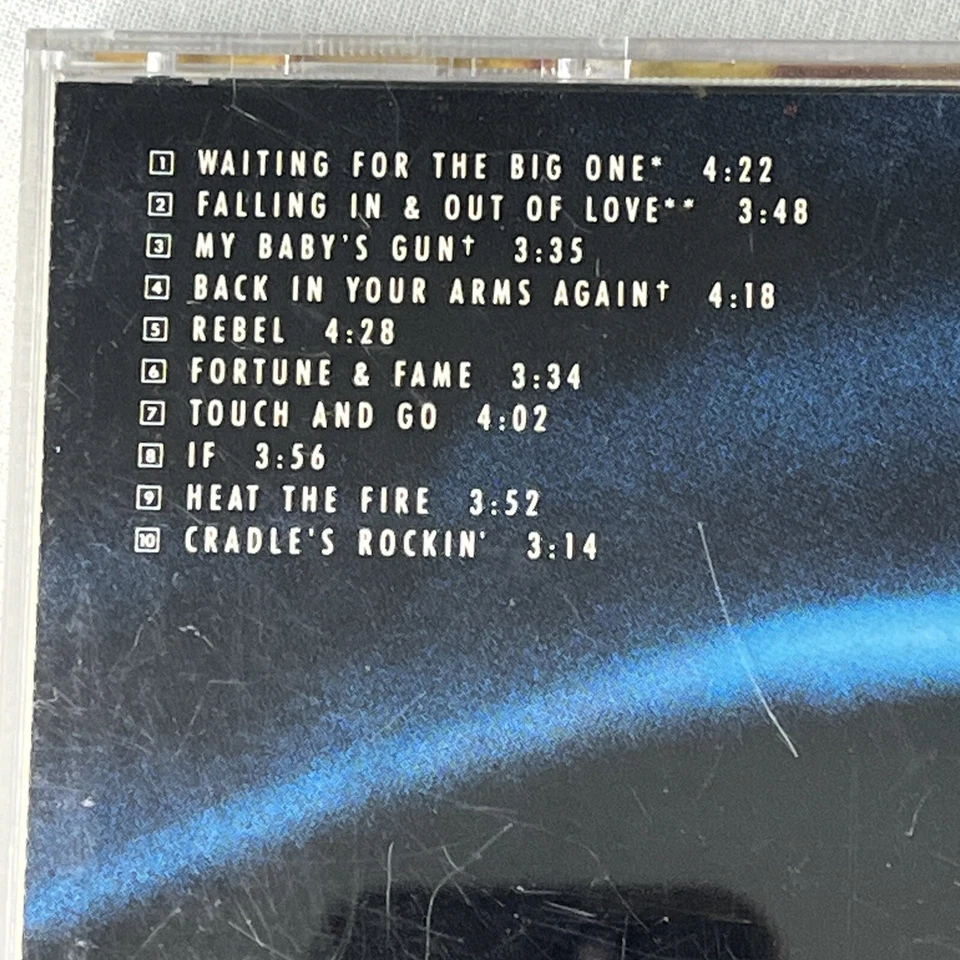 1 WAITING FOR THE BIG ONE* 4:22
2 FALLING IN & OUT OF LOVE** 3:48
3 MY BABY'S GUN† 3:35
4 BACK IN YOUR ARMS AGAIN† 4:18
5 REBEL 4:28
6 FORTUNE & FAME 3:34
7 TOUCH AND GO 4:02
8 IF 3:56
9 HEAT THE FIRE 3:52
10 CRADLE'S ROCKIN' 3:14